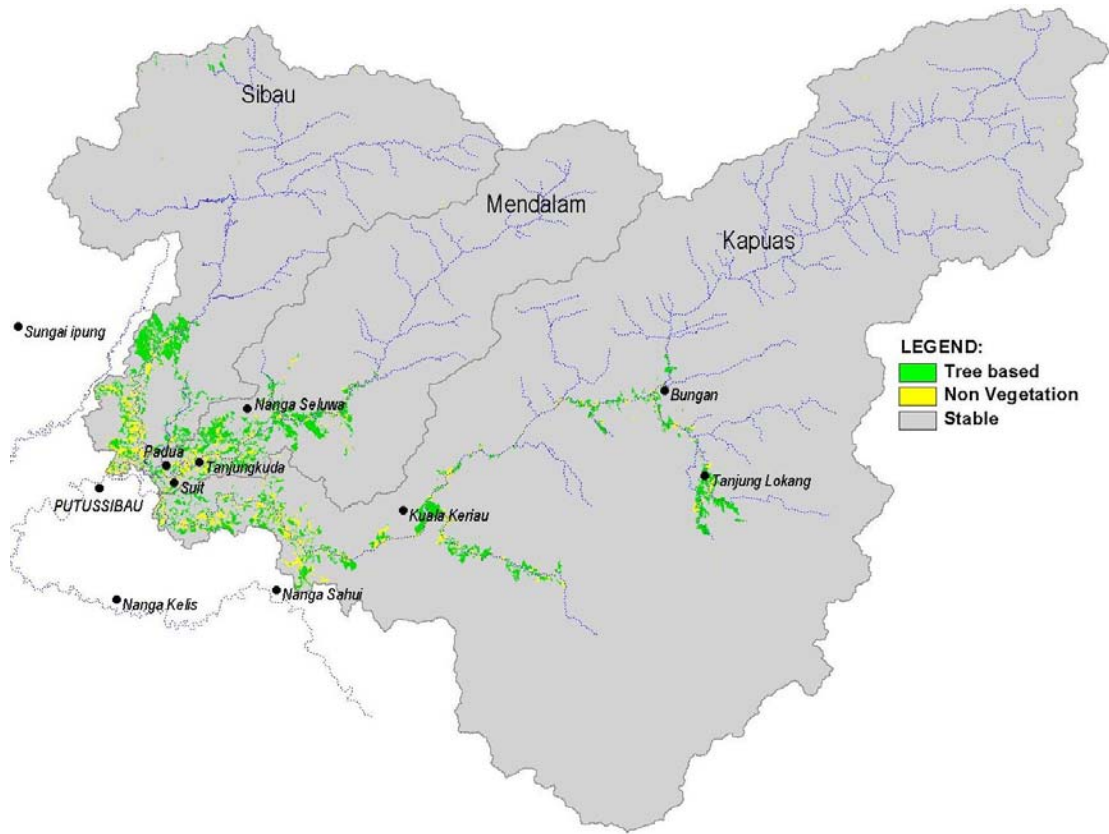 Sibau
Mendalam
Kapuas
Sungai ipung
LEGEND:
Tree based
Non Vegetation
Stable
Bungan
Nanga Seluwa
Padua
Tanjungkuda
Suit
PUTUSSIBAU
Tanjung Lokang
Kuala Keriau
Nanga Kelis
Nanga Sahui